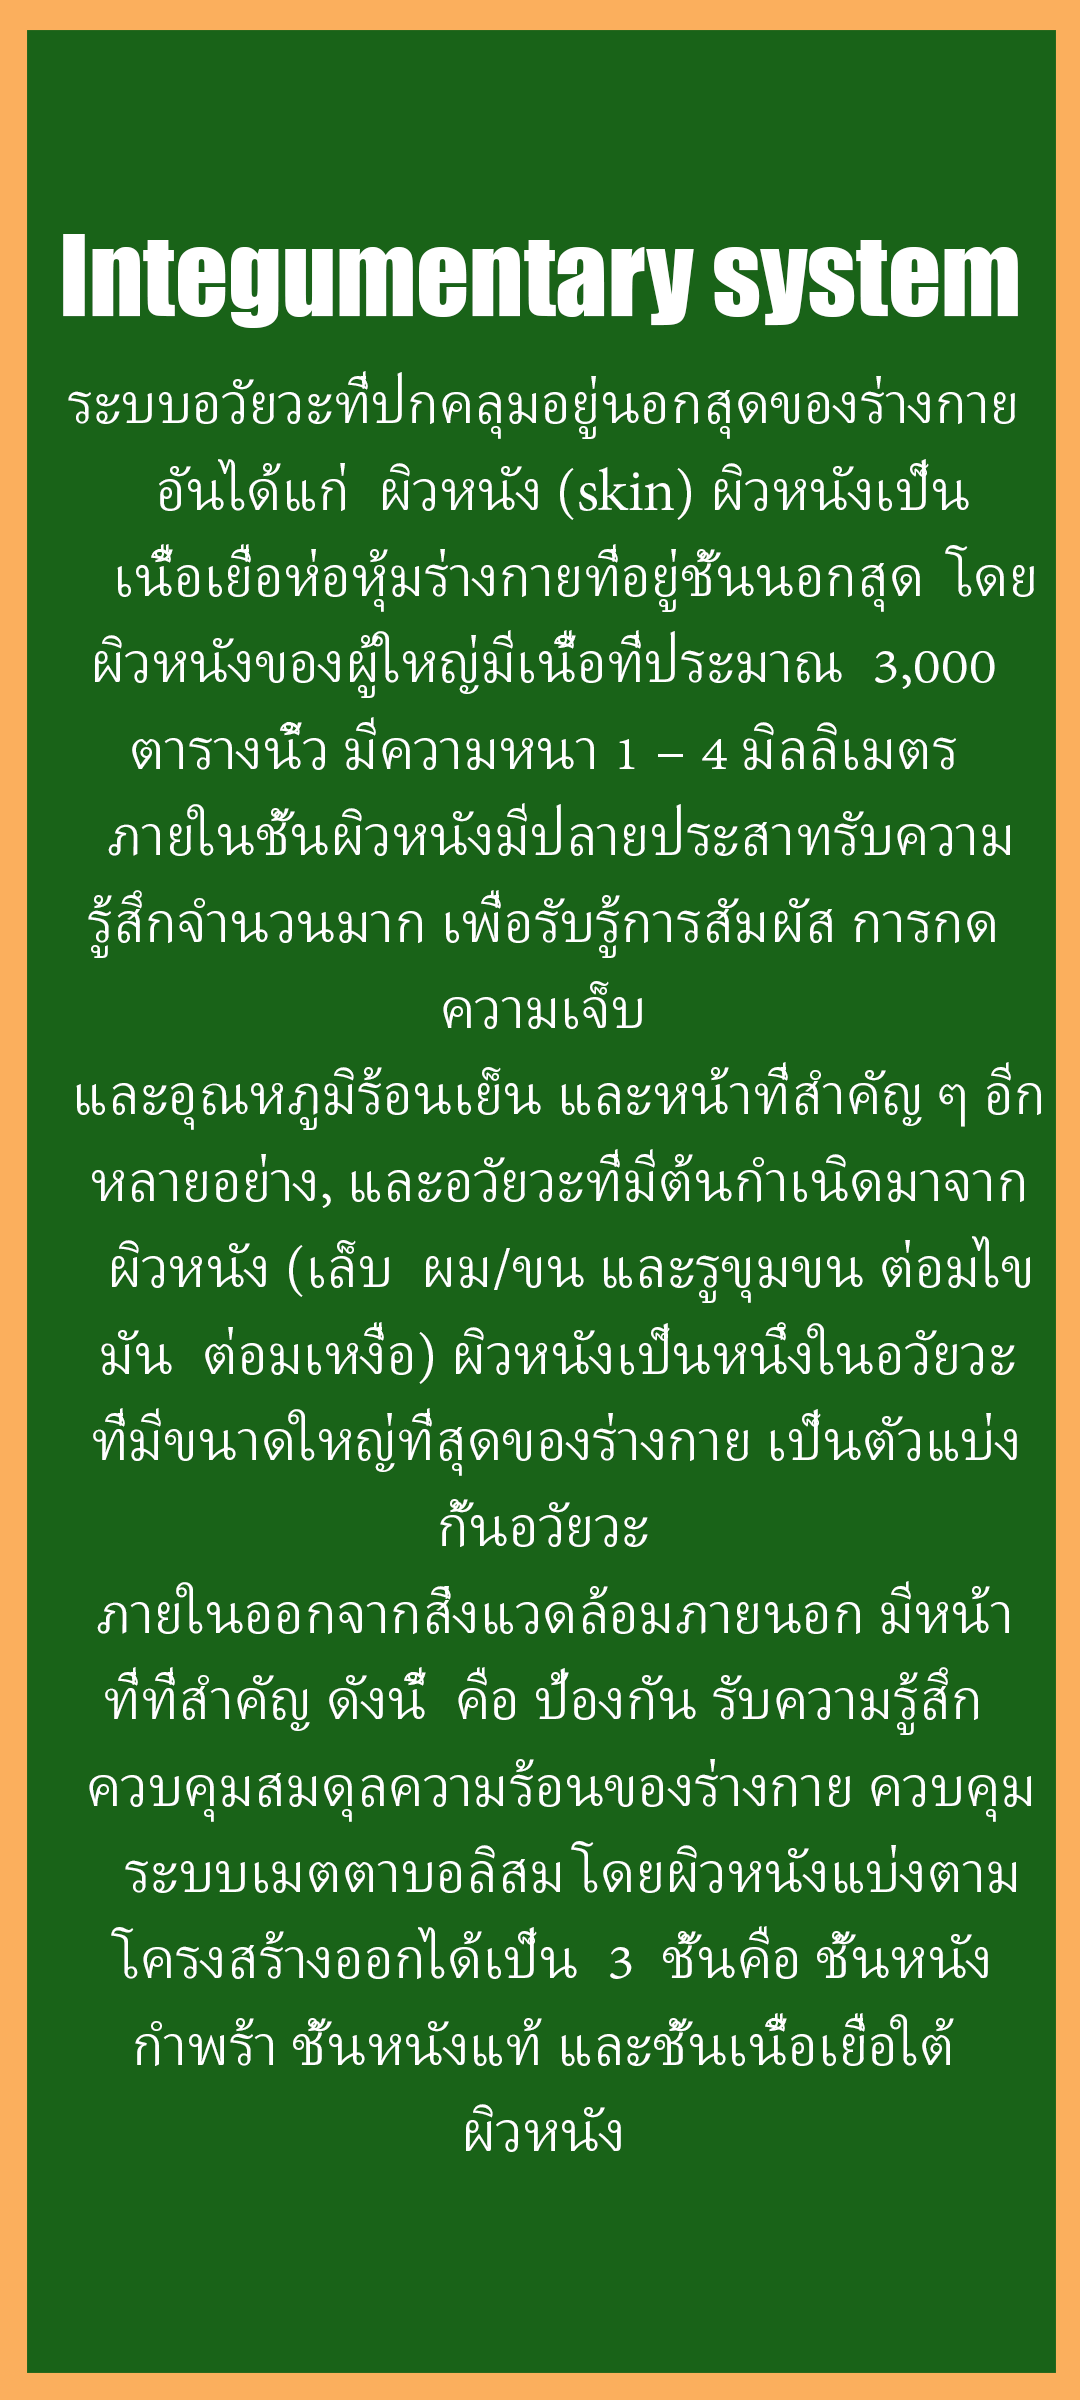 Integumentary system
ระบบอวัยวะที่ปกคลุมอยู่นอกสุดของร่างกาย
อันได้แก่  ผิวหนัง (skin) ผิวหนังเป็น
เนื้อเยื่อห่อหุ้มร่างกายที่อยู่ชั้นนอกสุด  โดย
ผิวหนังของผู้ใหญ่มีเนื้อที่ประมาณ  3,000
ตารางนิ้ว มีความหนา 1 – 4 มิลลิเมตร
ภายในชั้นผิวหนังมีปลายประสาทรับความ
รู้สึกจำนวนมาก เพื่อรับรู้การสัมผัส การกด
ความเจ็บ
และอุณหภูมิร้อนเย็น และหน้าที่สำคัญ ๆ อีก
หลายอย่าง, และอวัยวะที่มีต้นกำเนิดมาจาก
ผิวหนัง (เล็บ  ผม/ขน และรูขุมขน ต่อมไข
มัน  ต่อมเหงื่อ) ผิวหนังเป็นหนึ่งในอวัยวะ
ที่มีขนาดใหญ่ที่สุดของร่างกาย เป็นตัวแบ่ง
กั้นอวัยวะ
ภายในออกจากสิ่งแวดล้อมภายนอก มีหน้า
ที่ที่สำคัญ ดังนี้  คือ ป้องกัน รับความรู้สึก
ควบคุมสมดุลความร้อนของร่างกาย ควบคุม
ระบบเมตตาบอลิสม โดยผิวหนังแบ่งตาม
โครงสร้างออกได้เป็น  3  ชั้นคือ ชั้นหนัง
กำพร้า ชั้นหนังแท้ และชั้นเนื้อเยื่อใต้
ผิวหนัง